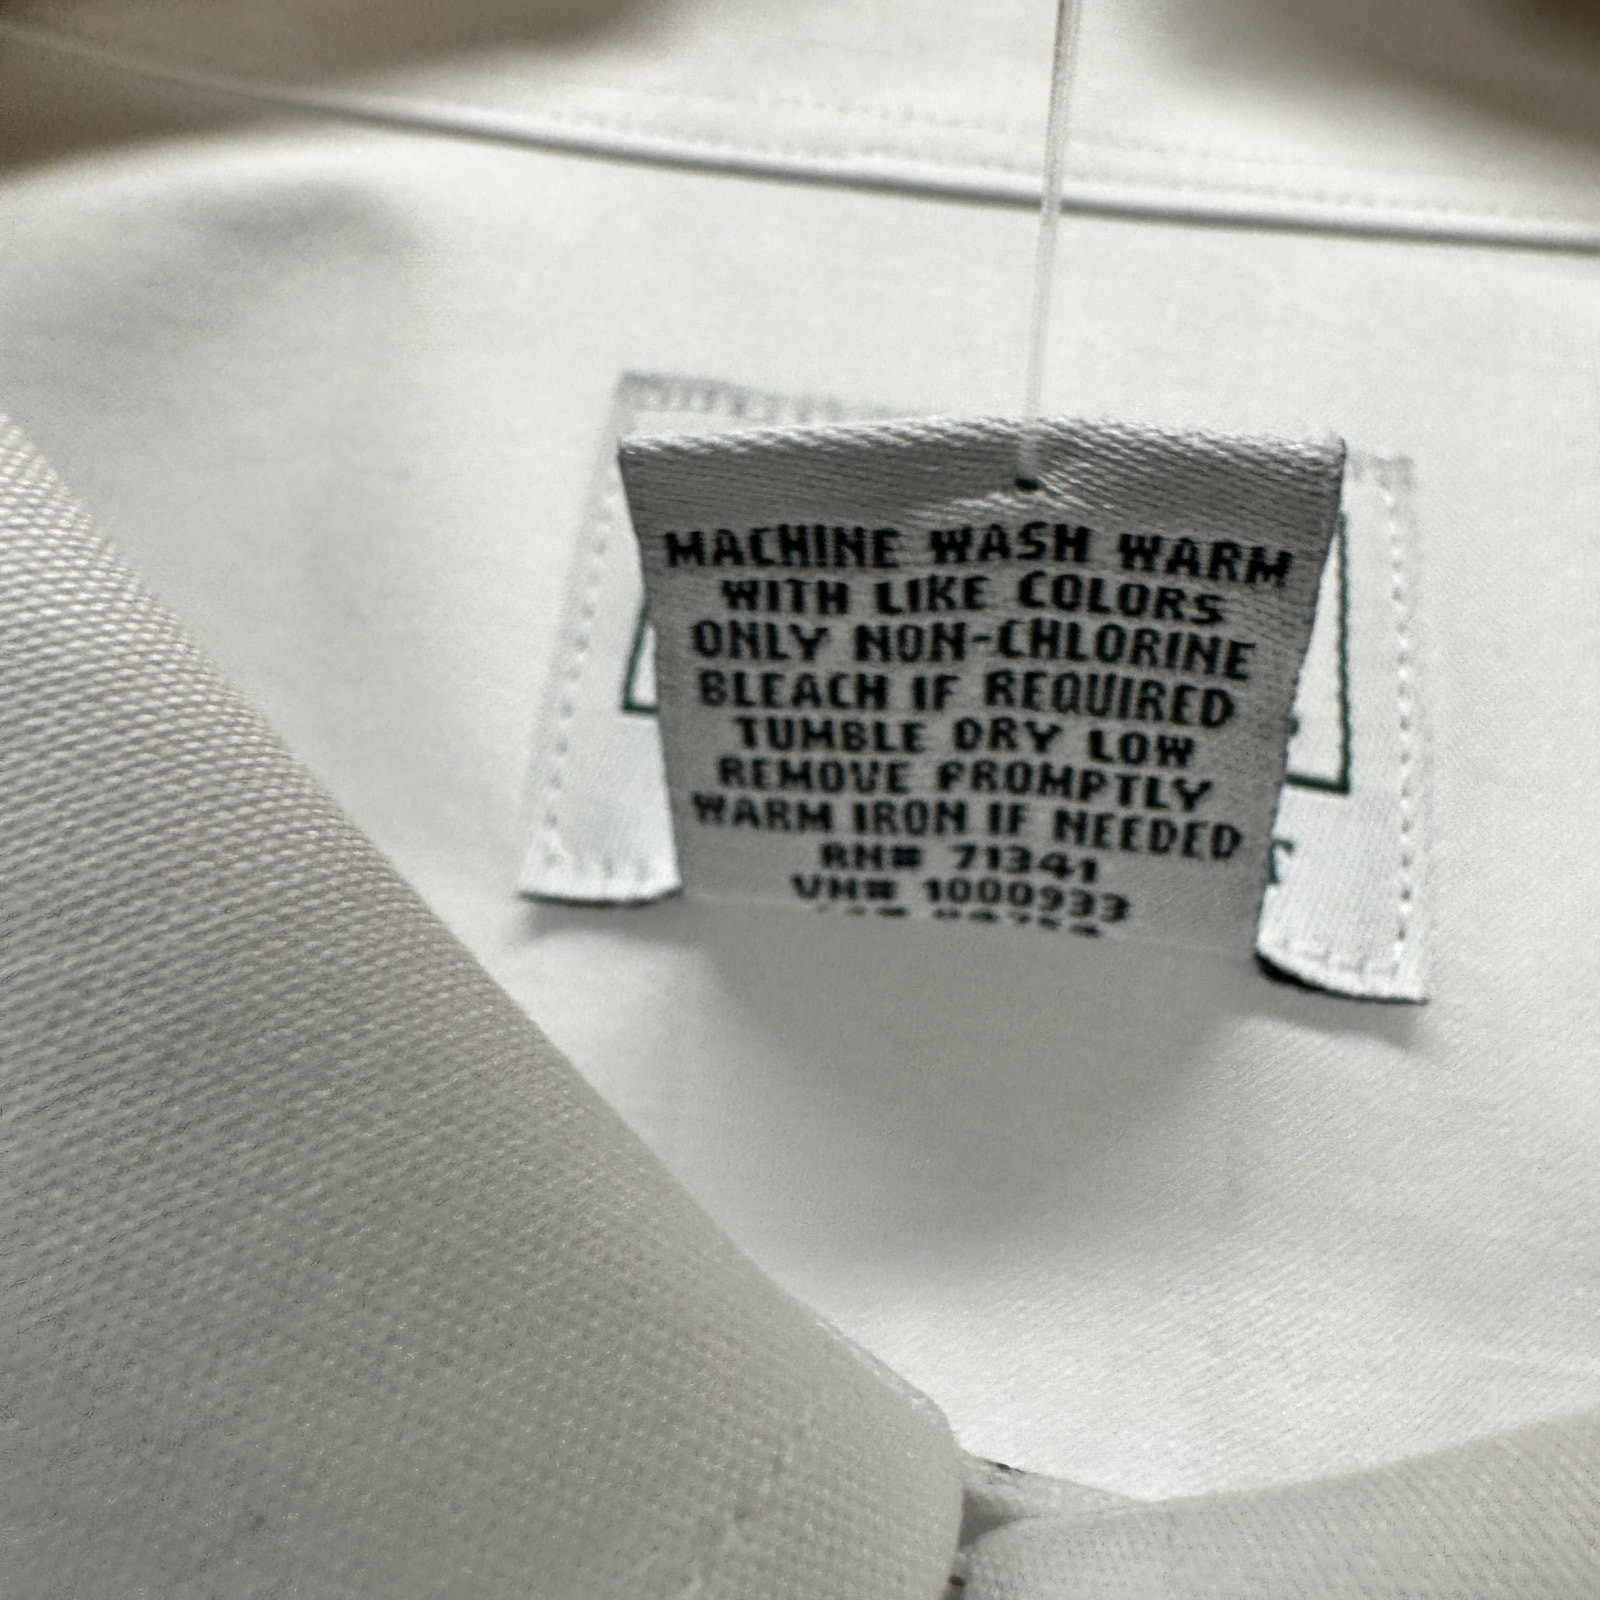 MACHINE WASH WARM
WITH LIKE COLORS
ONLY NON-CHLORINE
BLEACH IF REQUIRED
TUMBLE DRY LOW
REMOVE PROMPTLY
WARM IRON IF NEEDED
RN# 71341
VN# 1000933